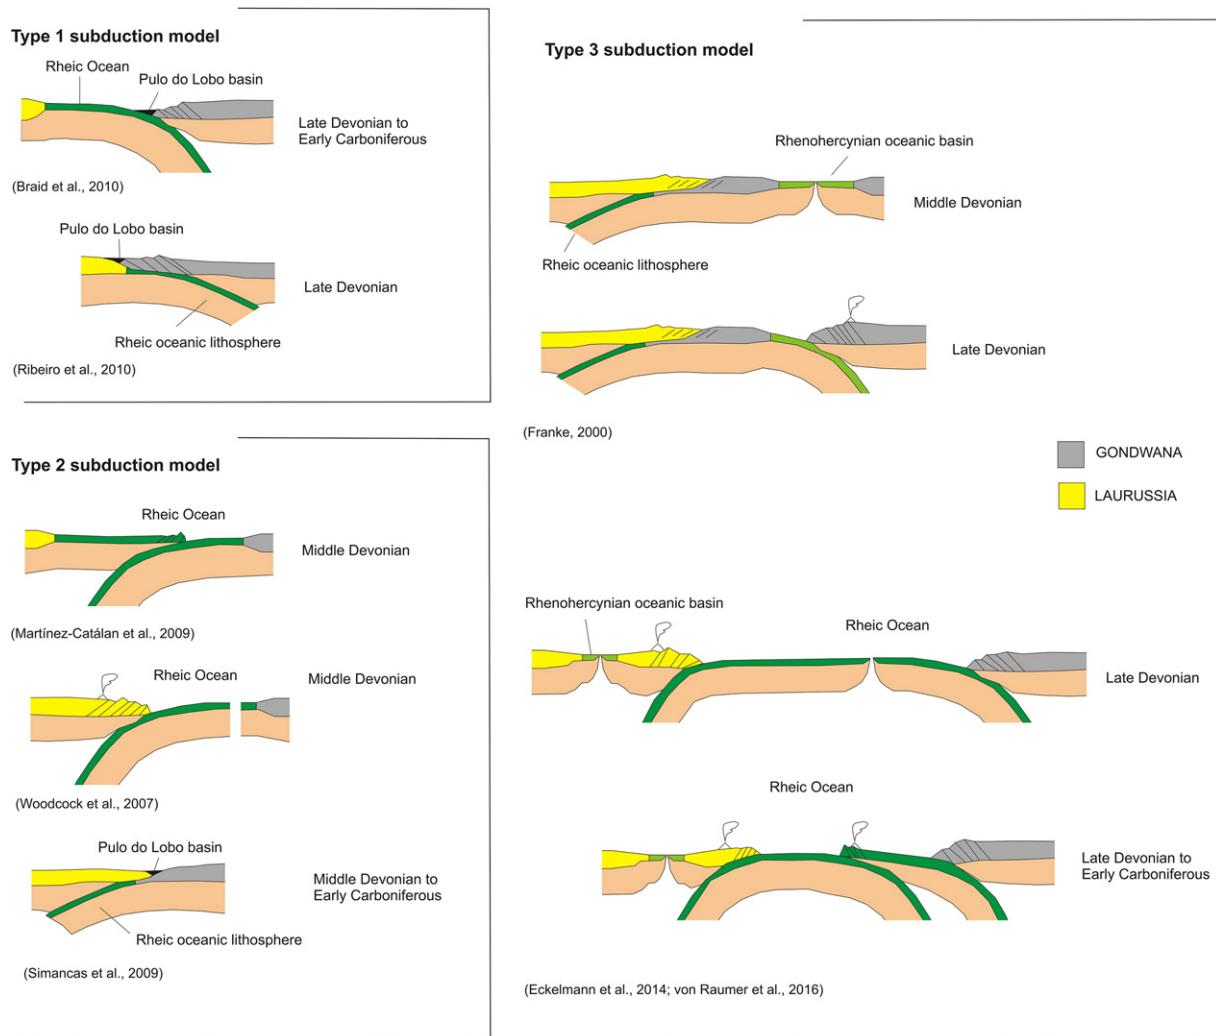 Type 1 subduction model
Rheic Ocean
Pulo do Lobo basin
Late Devonian to
Early Carboniferous
(Braid et al., 2010)
Pulo do Lobo basin
Late Devonian
Rheic oceanic lithosphere
(Ribeiro et al., 2010)
Type 2 subduction model
Rheic Ocean
Middle Devonian
(Martínez-Catálan et al., 2009)
Rheic Ocean
Middle Devonian
(Woodcock et al., 2007)
Pulo do Lobo basin
Middle Devonian to
Early Carboniferous
Rheic oceanic lithosphere
(Simancas et al., 2009)
Type 3 subduction model
Rhenohercynian oceanic basin
Middle Devonian
Rheic oceanic lithosphere
Late Devonian
(Franke, 2000)
GONDWANA
LAURUSSIA
Rhenohercynian oceanic basin
Rheic Ocean
Late Devonian
Rheic Ocean
Late Devonian to
Early Carboniferous
(Eckelmann et al., 2014; von Raumer et al., 2016)